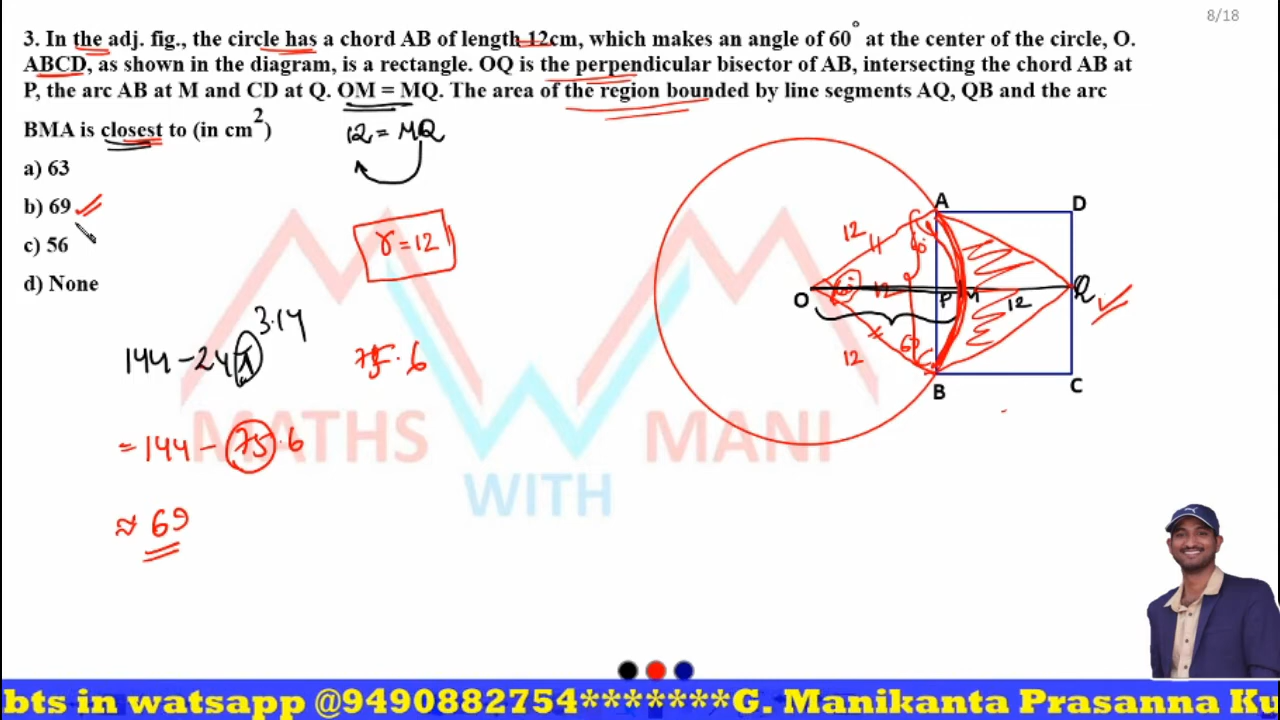 8/18
3. In the adj. fig., the circle has a chord AB of length 12cm, which makes an angle of 60° at the center of the circle, O.
ABCD, as shown in the diagram, is a rectangle. OQ is the perpendicular bisector of AB, intersecting the chord AB at
P, the arc AB at M and CD at Q. OM = MQ. The area of the region bounded by line segments AQ, QB and the arc
BMA is closest to (in cm²)
12 = MQ
a) 63
b) 69
c) 56
d) None
r = 12
A
D
12
O
12
P
M
12
Q
12
60
B
C
3.14
144 - 24π
75.6
= 144 - 75.6
≈ 69
MATHS
WITH
MANI
bts in watsapp @9490882754*******G. Manikanta Prasanna Ku